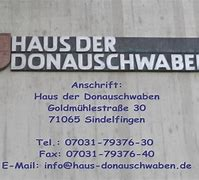 HAUS DER
DONAUSCHWABEN
Anschrift:
Haus der Donauschwaben
Goldmühlestraße 30
71065 Sindelfingen
Tel.: 07031-79376-30
Fax: 07031-79376-40
E-Mail: info@haus-donauschwaben.de